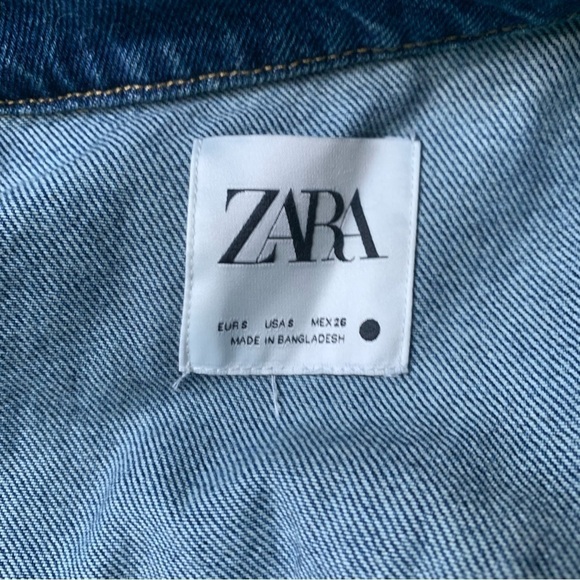 ZARA
EUR S USA S MEX 26
MADE IN BANGLADESH